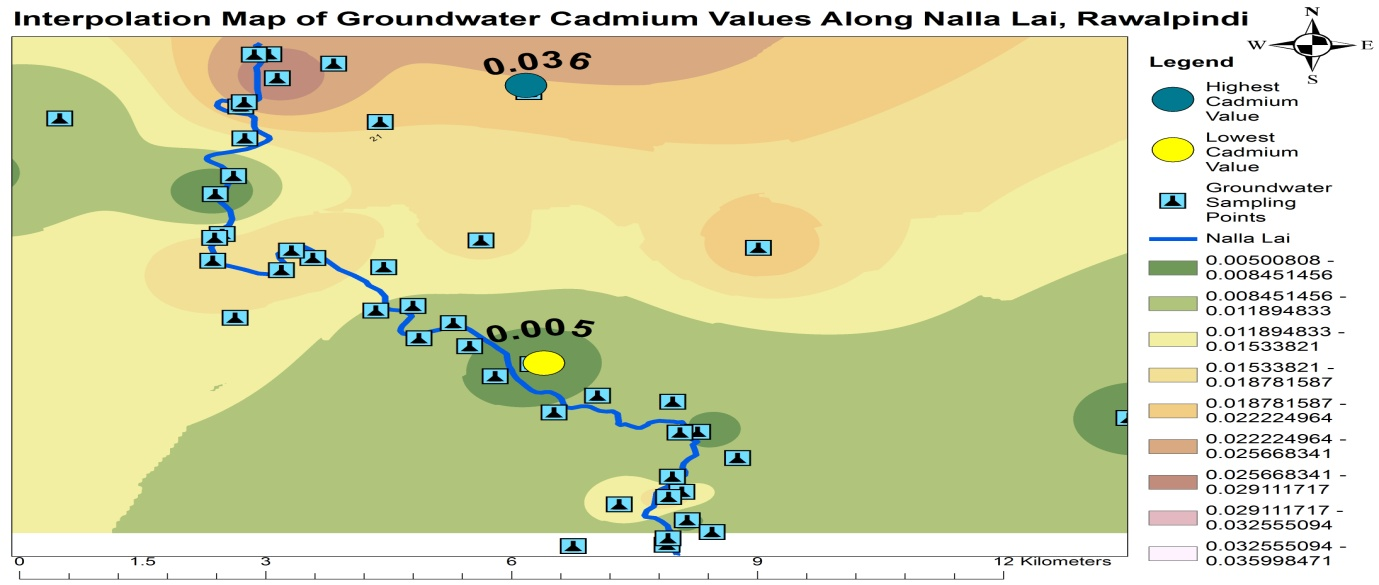 Interpolation Map of Groundwater Cadmium Values Along Nalla Lai, Rawalpindi
N
W E
S
0.036
21
0.005
Legend
Highest
Cadmium
Value
Lowest
Cadmium
Value
Groundwater
Sampling
Points
Nalla Lai
0.00500808 -
0.008451456
0.008451456 -
0.011894833
0.011894833 -
0.01533821
0.01533821 -
0.018781587
0.018781587 -
0.022224964
0.022224964 -
0.025668341
0.025668341 -
0.029111717
0.029111717 -
0.032555094
0.032555094 -
0.035998471
0 1.5 3 6 9 12 Kilometers